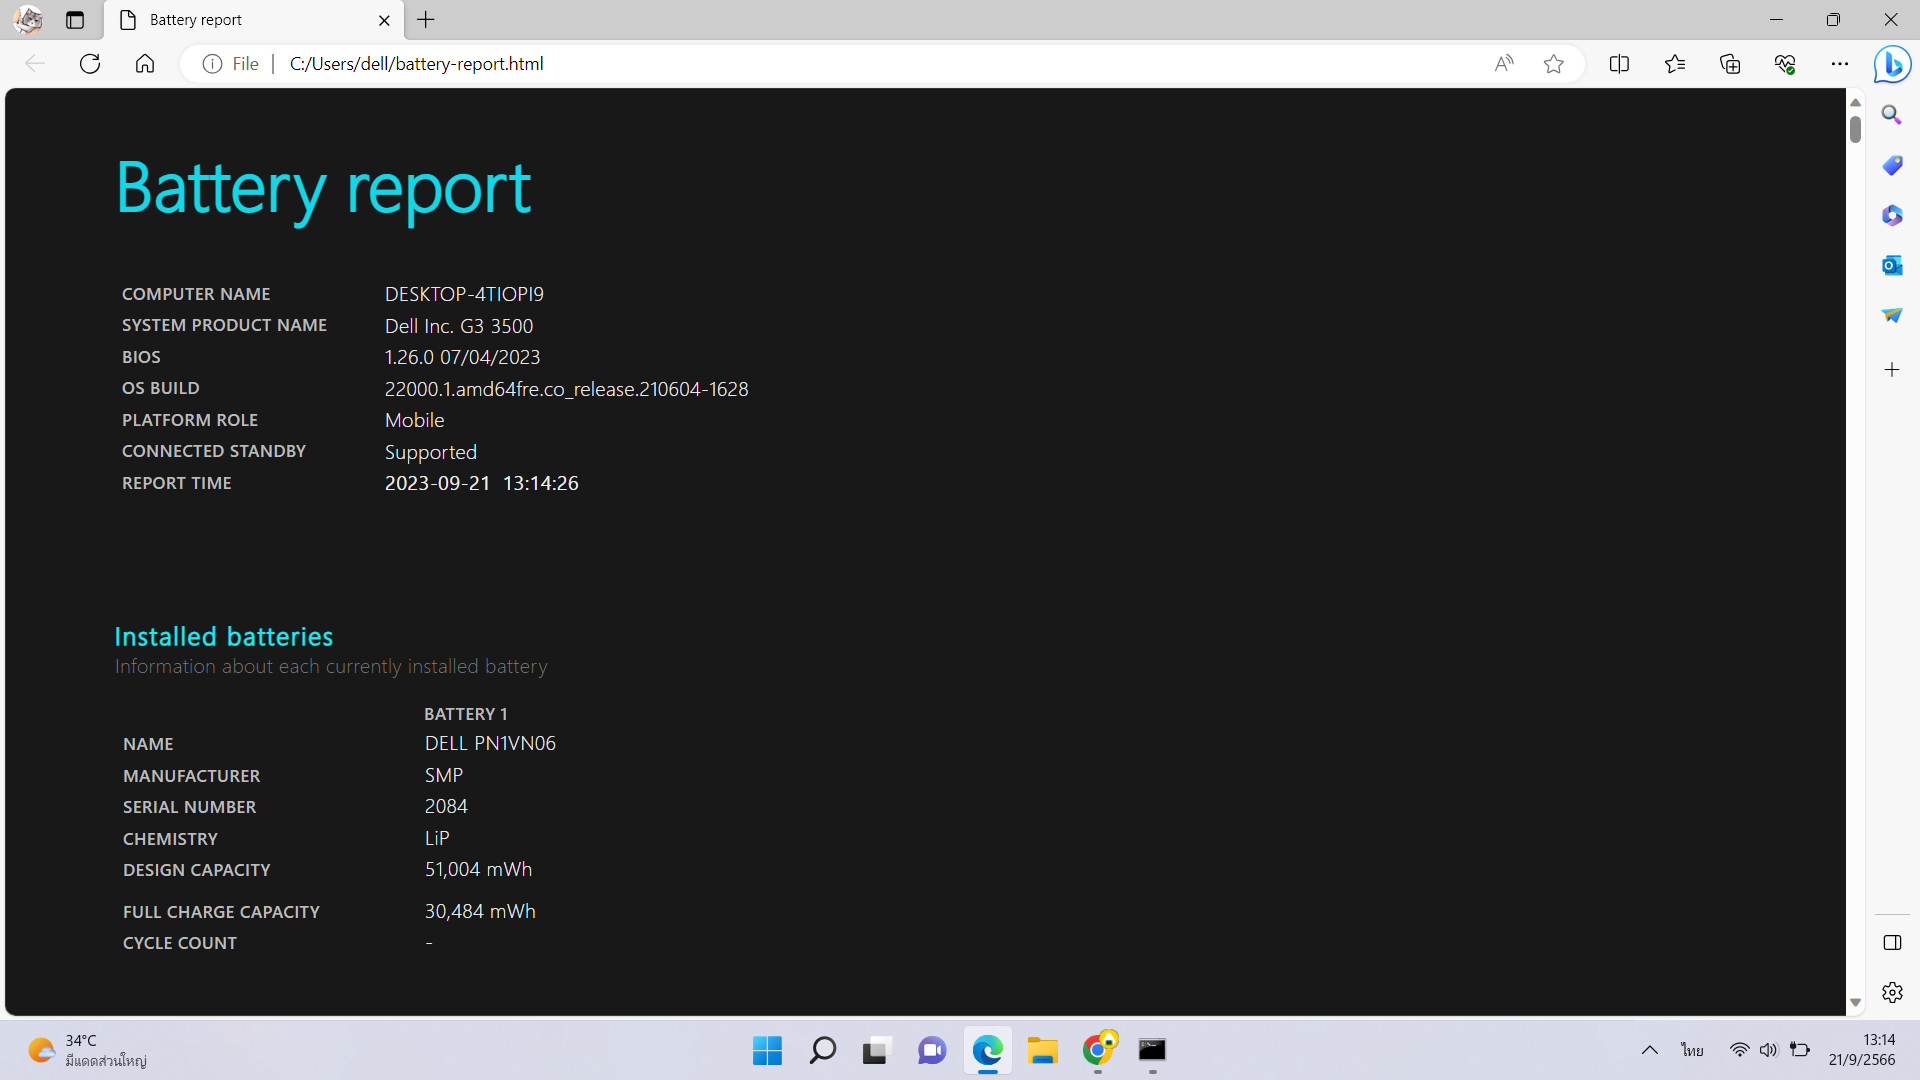 Battery report
File
C:/Users/dell/battery-report.html
Battery report
COMPUTER NAME DESKTOP-4TIOPI9
SYSTEM PRODUCT NAME Dell Inc. G3 3500
BIOS 1.26.0 07/04/2023
OS BUILD 22000.1.amd64fre.co_release.210604-1628
PLATFORM ROLE Mobile
CONNECTED STANDBY Supported
REPORT TIME 2023-09-21 13:14:26
Installed batteries
Information about each currently installed battery
BATTERY 1
NAME DELL PN1VN06
MANUFACTURER SMP
SERIAL NUMBER 2084
CHEMISTRY LiP
DESIGN CAPACITY 51,004 mWh
FULL CHARGE CAPACITY 30,484 mWh
CYCLE COUNT -
34°C
มีแดดส่วนใหญ่
ไทย
13:14
21/9/2566